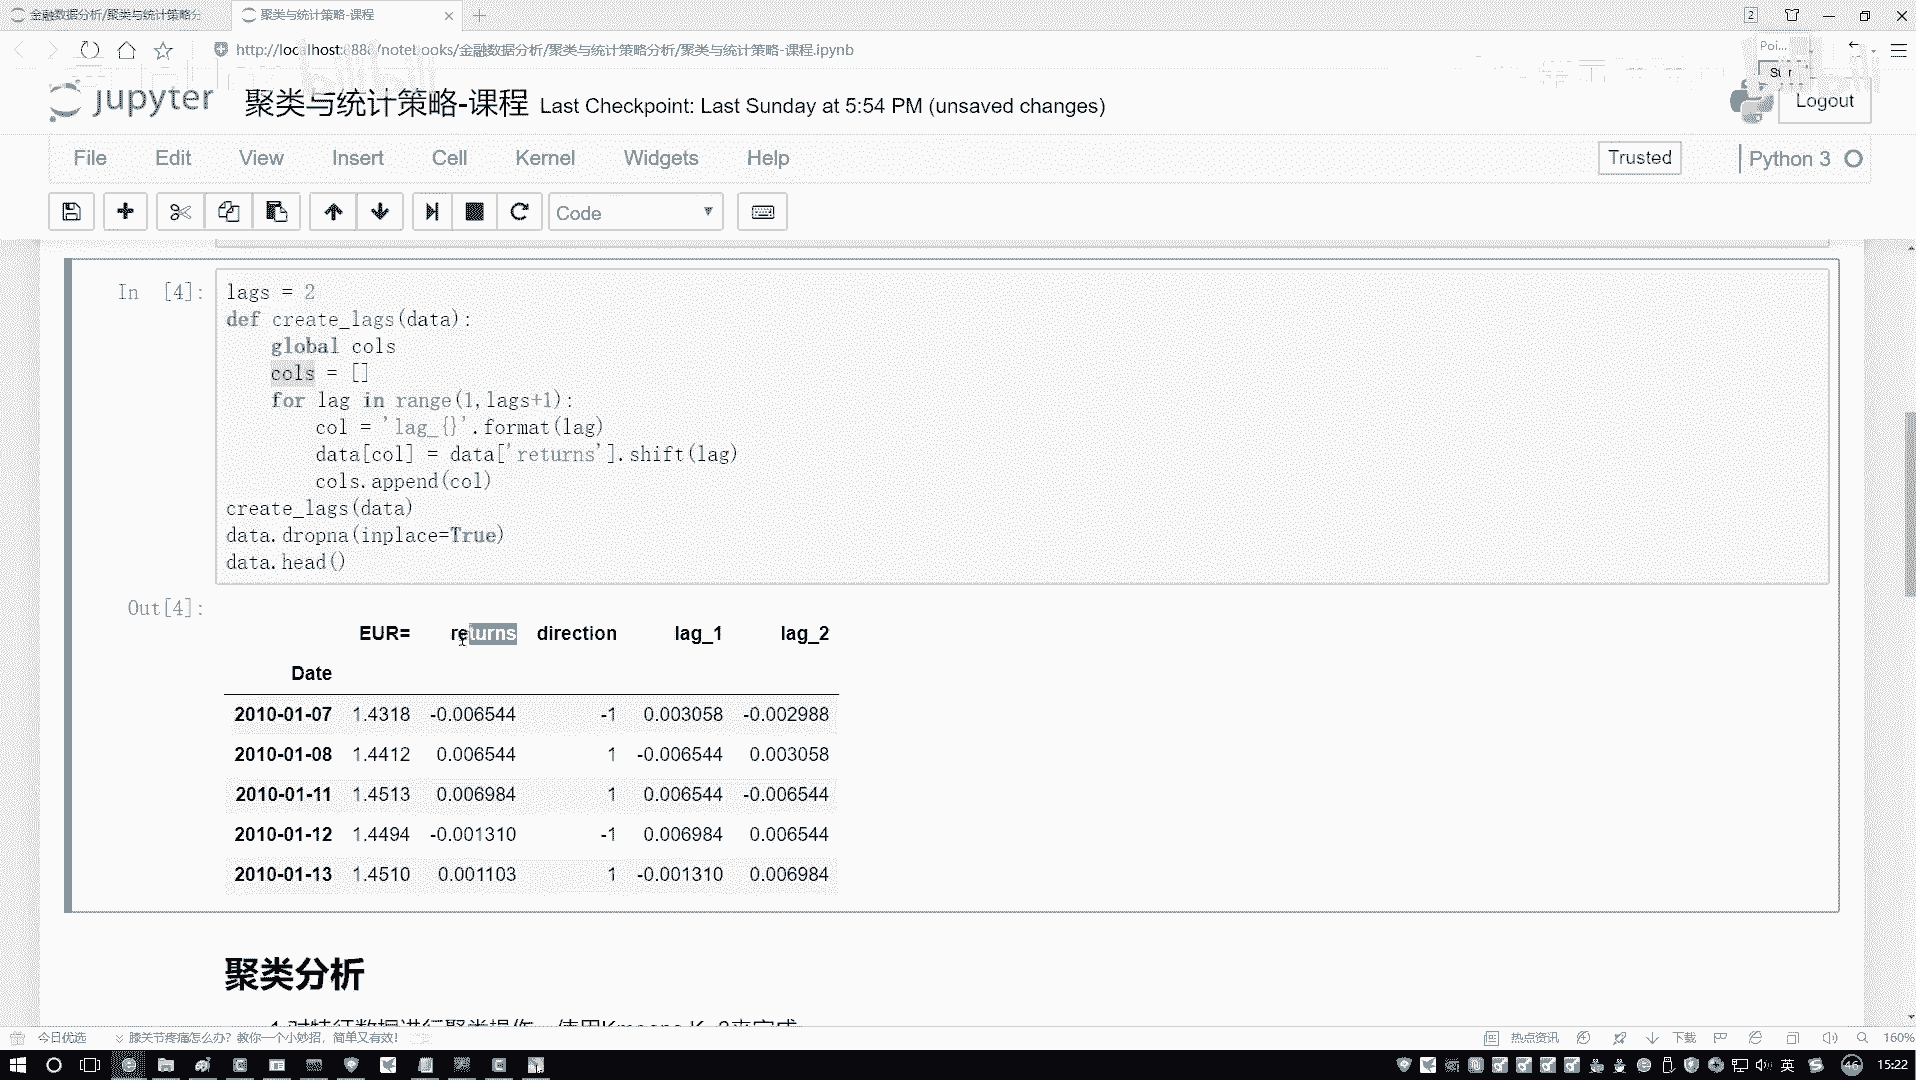 金融数据分析/聚类与统计策略分
聚类与统计策略-课程
2
http://localhost:8888/notebooks/金融数据分析/聚类与统计策略分析/聚类与统计策略-课程.ipynb
Poi...
jupyter
聚类与统计策略-课程 Last Checkpoint: Last Sunday at 5:54 PM (unsaved changes)
Logout
File Edit View Insert Cell Kernel Widgets Help
Trusted
Python 3
Code
In [4]:
lags = 2
def create_lags(data):
    global cols
    cols = []
    for lag in range(1,lags+1):
        col = 'lag_{}'.format(lag)
        data[col] = data['returns'].shift(lag)
        cols.append(col)
create_lags(data)
data.dropna(inplace=True)
data.head()
Out[4]:
EUR= returns direction lag_1 lag_2
Date
2010-01-07 1.4318 -0.006544 -1 0.003058 -0.002988
2010-01-08 1.4412 0.006544 1 -0.006544 0.003058
2010-01-11 1.4513 0.006984 1 0.006544 -0.006544
2010-01-12 1.4494 -0.001310 -1 0.006984 0.006544
2010-01-13 1.4510 0.001103 1 -0.001310 0.006984
聚类分析
今日优选 膝关节疼痛怎么办？教你一个小妙招，简单又有效!
热点资讯 下载 160%
英 46 15:22